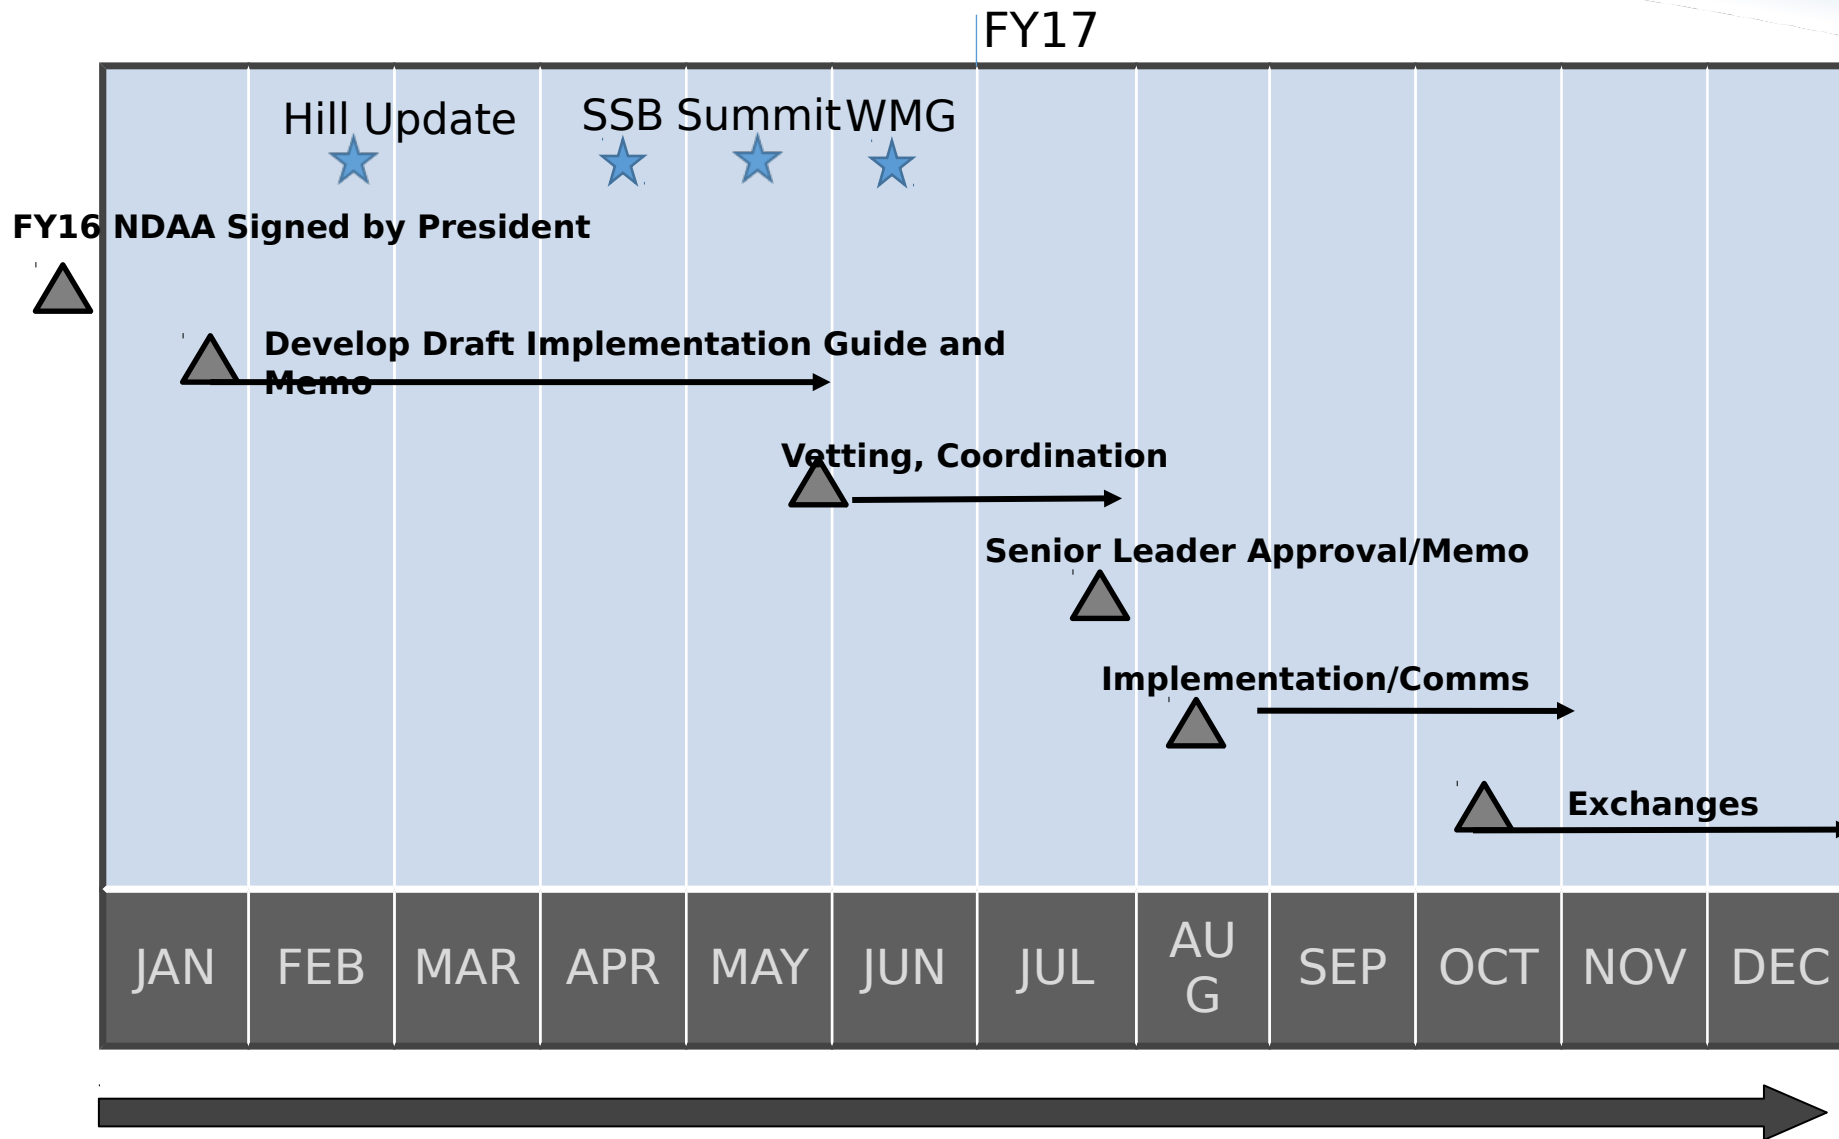 FY17
Hill Update
SSB Summit WMG
FY16 NDAA Signed by President
Develop Draft Implementation Guide and
Memo
Vetting, Coordination
Senior Leader Approval/Memo
Implementation/Comms
Exchanges
JAN FEB MAR APR MAY JUN JUL AU
G SEP OCT NOV DEC